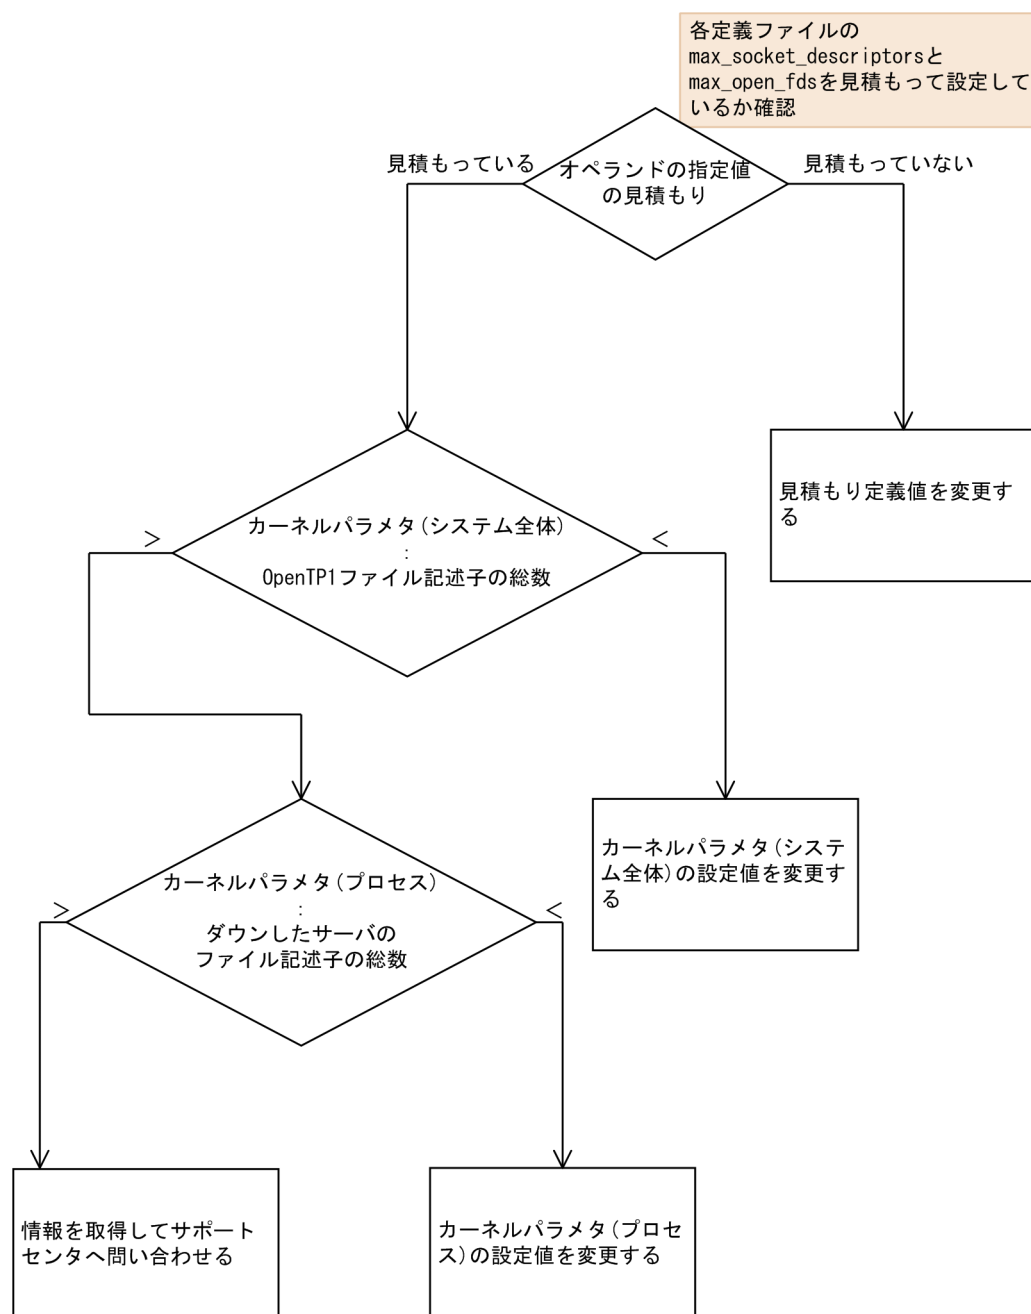 各定義ファイルの
max_socket_descriptorsと
max_open_fdsを見積もって設定して
いるか確認
見積もっている
オペランドの指定値
の見積もり
見積もっていない
見積もり定義値を変更す
る
>
カーネルパラメタ(システム全体)
:
OpenTP1ファイル記述子の総数
<
カーネルパラメタ(システ
ム全体)の設定値を変更す
る
>
カーネルパラメタ(プロセス)
:
ダウンしたサーバの
ファイル記述子の総数
<
情報を取得してサポート
センタへ問い合わせる
カーネルパラメタ(プロセ
ス)の設定値を変更する